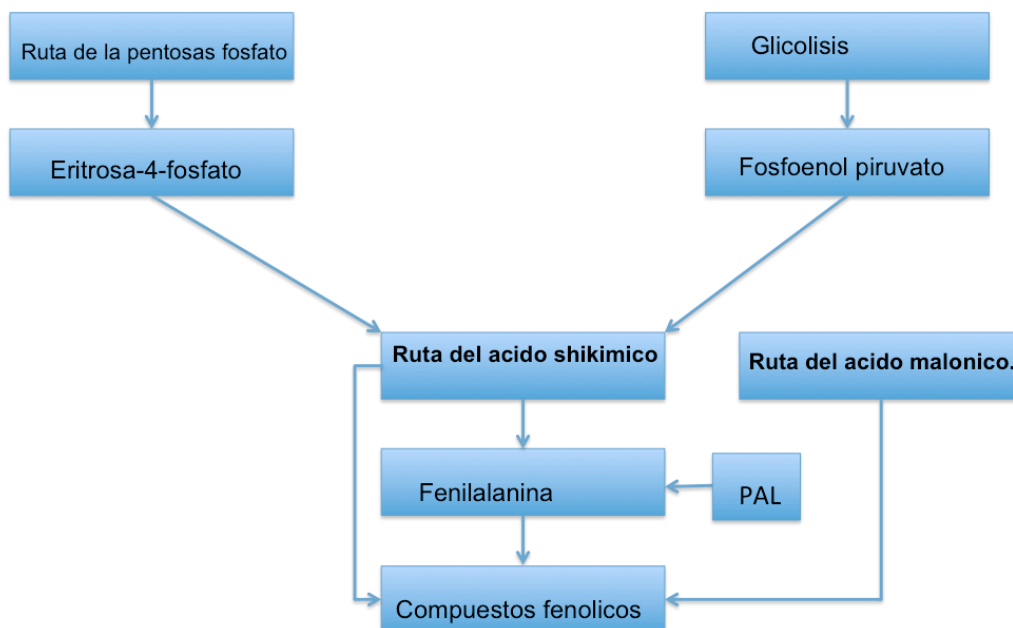 Ruta de la pentosas fosfato
Glicolisis
Eritrosa-4-fosfato
Fosfoenol piruvato
Ruta del acido shikimico
Ruta del acido malonico.
Fenilalanina
PAL
Compuestos fenolicos